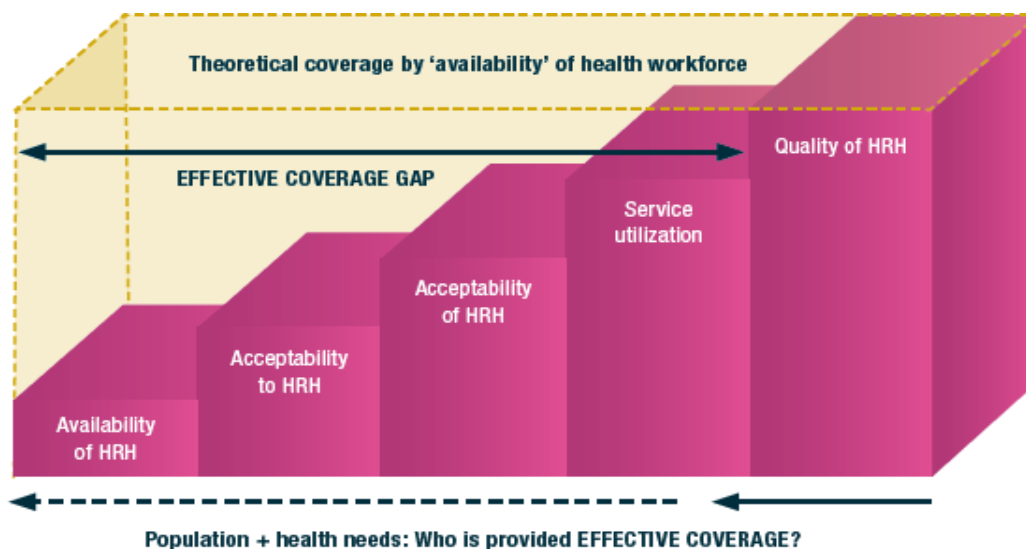 Theoretical coverage by ‘availability’ of health workforce
EFFECTIVE COVERAGE GAP
Quality of HRH
Service
utilization
Acceptability
of HRH
Acceptability
to HRH
Availability
of HRH
Population + health needs: Who is provided EFFECTIVE COVERAGE?